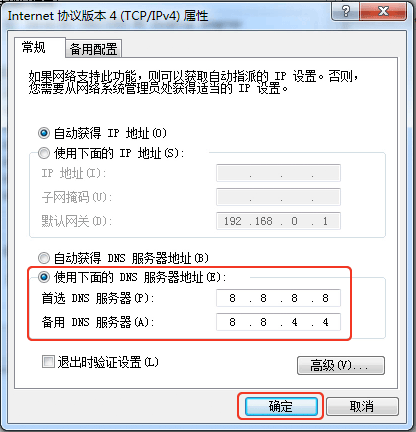 Internet 协议版本 4 (TCP/IPv4) 属性
常规 备用配置
如果网络支持此功能，则可以获取自动指派的 IP 设置。否则，
您需要从网络系统管理员处获得适当的 IP 设置。
自动获得 IP 地址(O)
使用下面的 IP 地址(S):
IP 地址(I): . . .
子网掩码(U): . . .
默认网关(D): 192 .168 . 0 . 1
自动获得 DNS 服务器地址(B)
使用下面的 DNS 服务器地址(E):
首选 DNS 服务器(P): 8 . 8 . 8 . 8
备用 DNS 服务器(A): 8 . 8 . 4 . 4
退出时验证设置(L)
高级(V)...
确定 取消